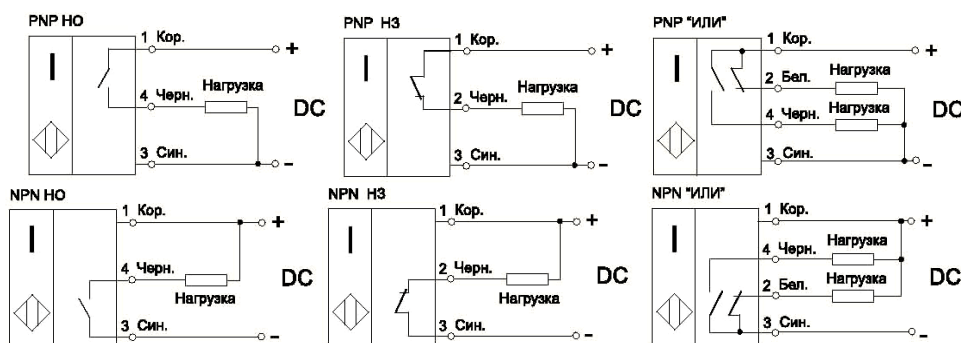 PNP НО
1 Кор.
+
4 Черн.
Нагрузка
DC
3 Син.
-
PNP НЗ
1 Кор.
+
2 Черн.
Нагрузка
DC
3 Син.
-
PNP "ИЛИ"
1 Кор.
+
2 Бел.
Нагрузка
4 Черн.
Нагрузка
DC
3 Син.
-
NPN НО
1 Кор.
+
4 Черн.
Нагрузка
DC
3 Син.
-
NPN НЗ
1 Кор.
+
2 Черн.
Нагрузка
DC
3 Син.
-
NPN "ИЛИ"
1 Кор.
+
4 Черн.
Нагрузка
2 Бел.
Нагрузка
DC
3 Син.
-